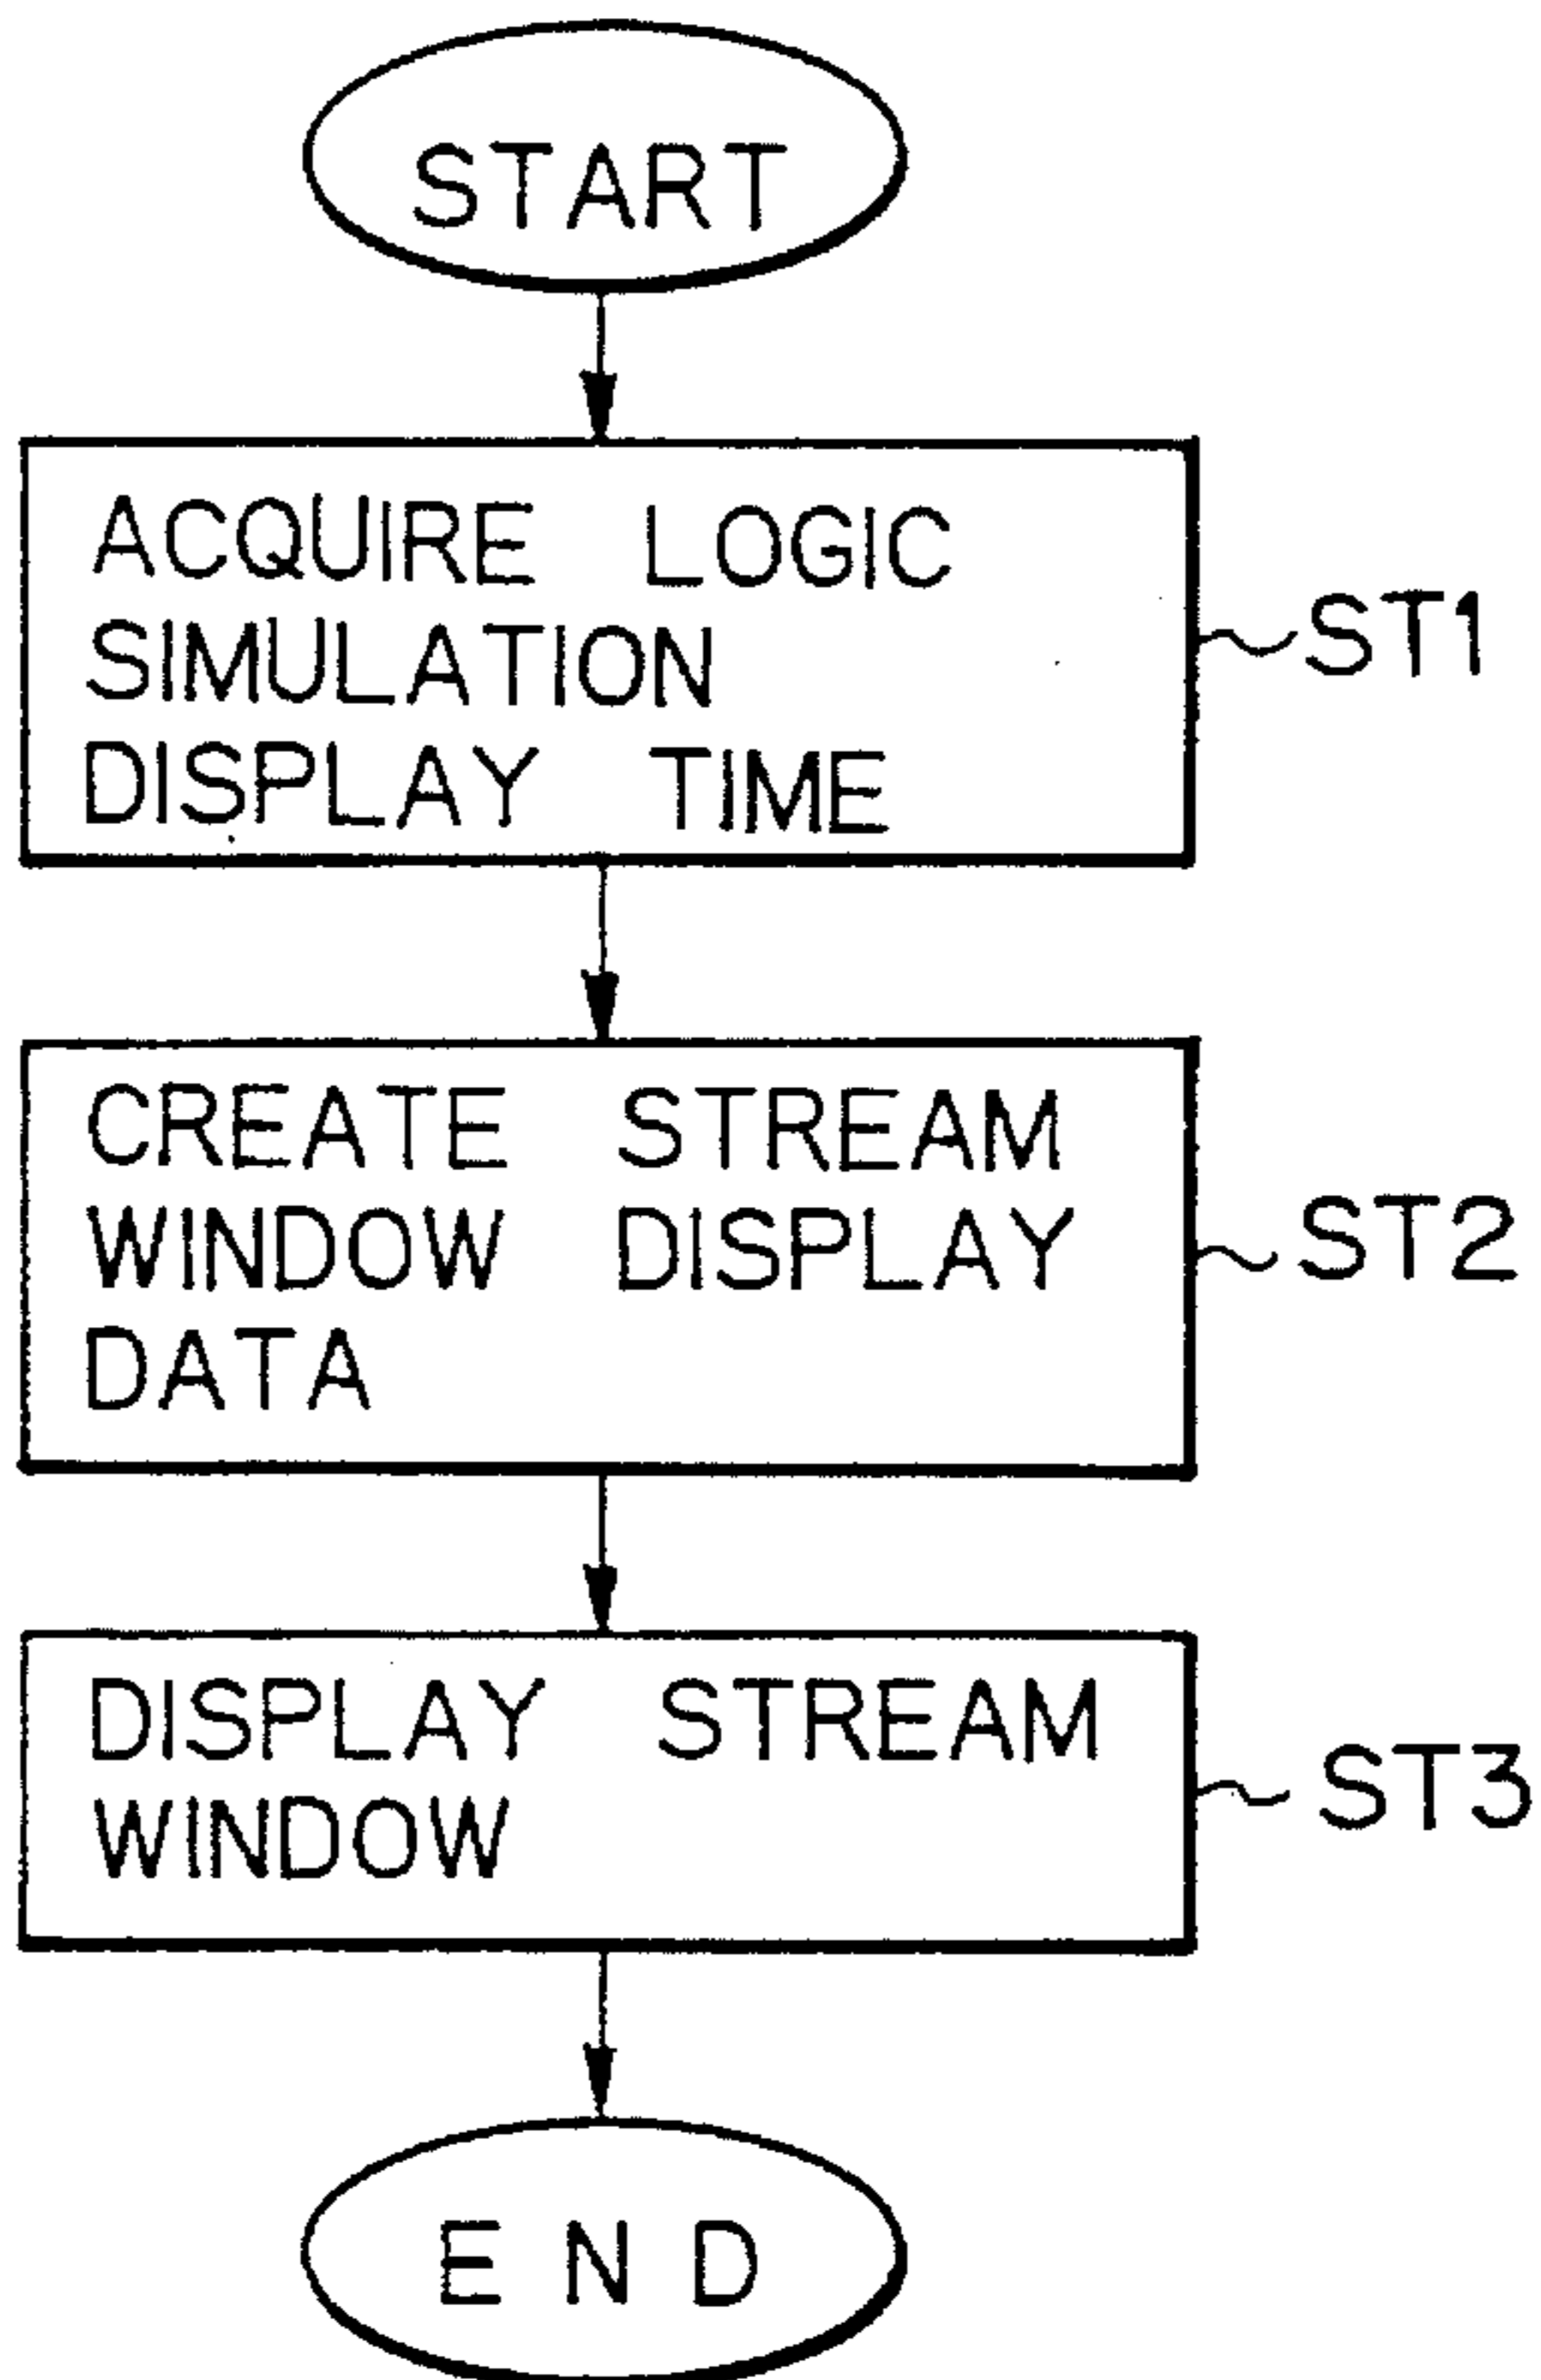 START
ACQUIRE LOGIC
SIMULATION
DISPLAY TIME
ST1
CREATE STREAM
WINDOW DISPLAY
DATA
ST2
DISPLAY STREAM
WINDOW
ST3
END